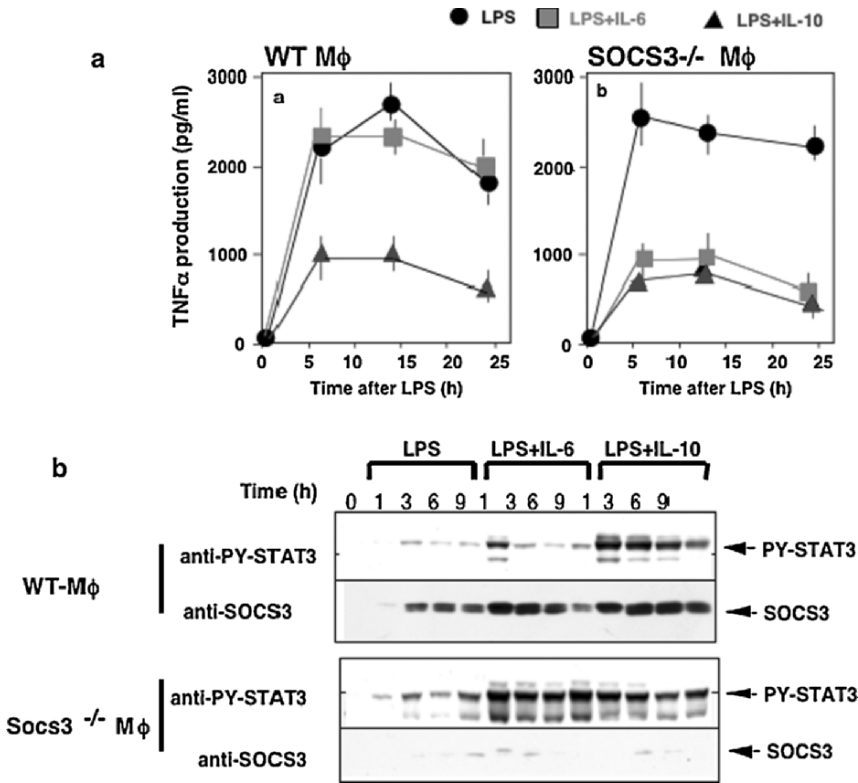 LPS LPS+IL-6 LPS+IL-10
a
WT Mϕ SOCS3-/- Mϕ
TNFα production (pg/ml)
3000
2000
1000
0
a
0 5 10 15 20 25
Time after LPS (h)
3000
2000
1000
0
b
0 5 10 15 20 25
Time after LPS (h)
b
LPS LPS+IL-6 LPS+IL-10
Time (h) 0 1 3 6 9 1 3 6 9 1 3 6 9
WT-Mϕ
anti-PY-STAT3 PY-STAT3
anti-SOCS3 SOCS3
Socs3 -/- Mϕ
anti-PY-STAT3 PY-STAT3
anti-SOCS3 SOCS3